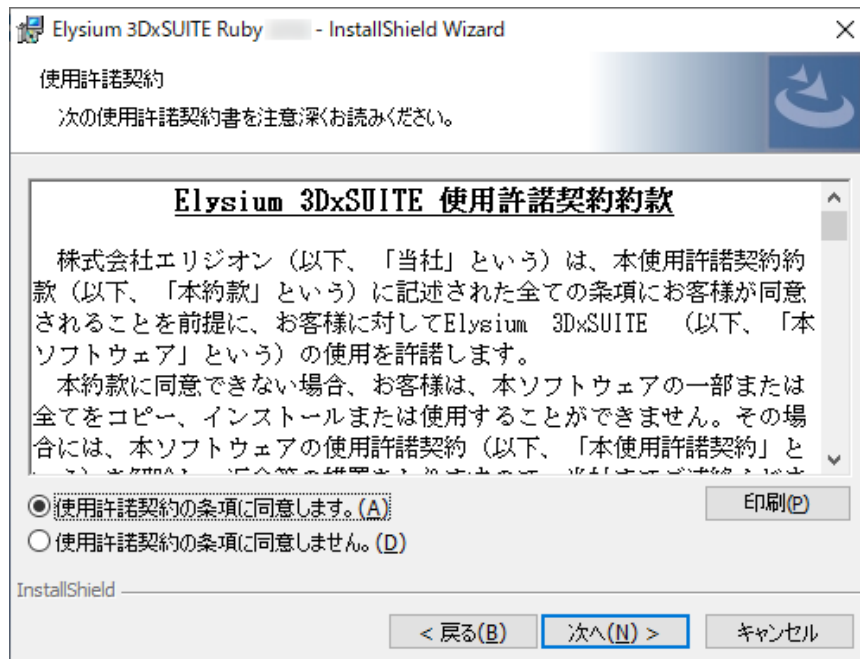 Elysium 3DxSUITE Ruby - InstallShield Wizard
使用許諾契約
次の使用許諾契約書を注意深くお読みください。
Elysium 3DxSUITE 使用許諾契約約款
株式会社エリジオン（以下、「当社」という）は、本使用許諾契約約
款（以下、「本約款」という）に記述された全ての条項にお客様が同意
されることを前提に、お客様に対してElysium 3DxSUITE （以下、「本
ソフトウェア」という）の使用を許諾します。
本約款に同意できない場合、お客様は、本ソフトウェアの一部または
全てをコピー、インストールまたは使用することができません。その場
合には、本ソフトウェアの使用許諾契約（以下、「本使用許諾契約」と
使用許諾契約の条項に同意します。(A)
印刷(P)
使用許諾契約の条項に同意しません。(D)
InstallShield
< 戻る(B)
次へ(N) >
キャンセル